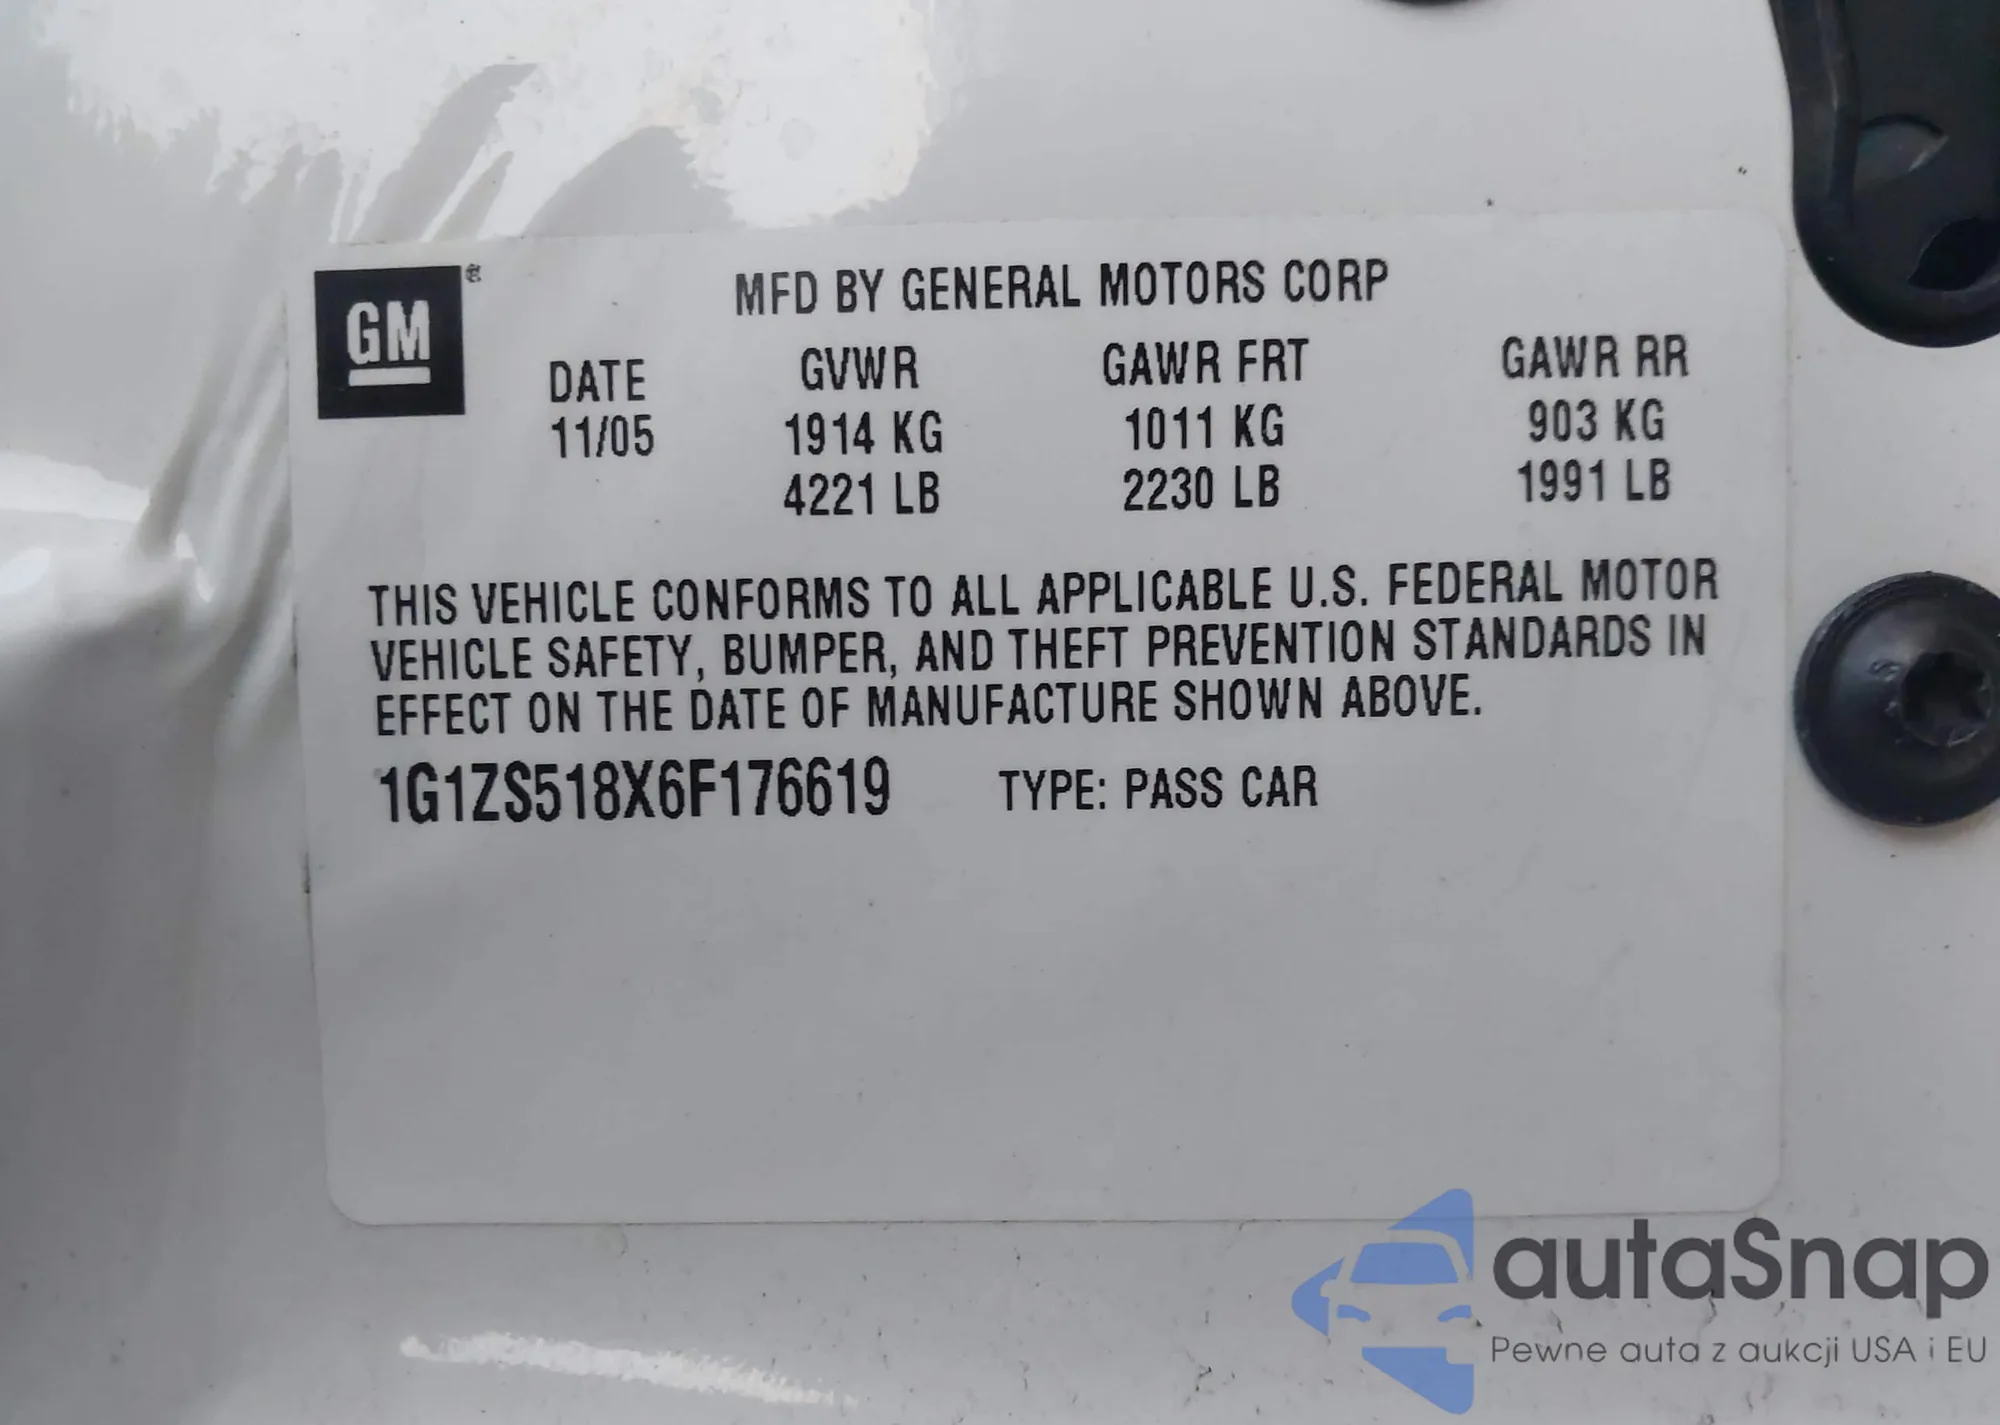 GM®
MFD BY GENERAL MOTORS CORP
DATE GVWR GAWR FRT GAWR RR
11/05 1914 KG 1011 KG 903 KG
4221 LB 2230 LB 1991 LB
THIS VEHICLE CONFORMS TO ALL APPLICABLE U.S. FEDERAL MOTOR
VEHICLE SAFETY, BUMPER, AND THEFT PREVENTION STANDARDS IN
EFFECT ON THE DATE OF MANUFACTURE SHOWN ABOVE.
1G1ZS518X6F176619 TYPE: PASS CAR
autaSnap
Pewne auta z aukcji USA i EU